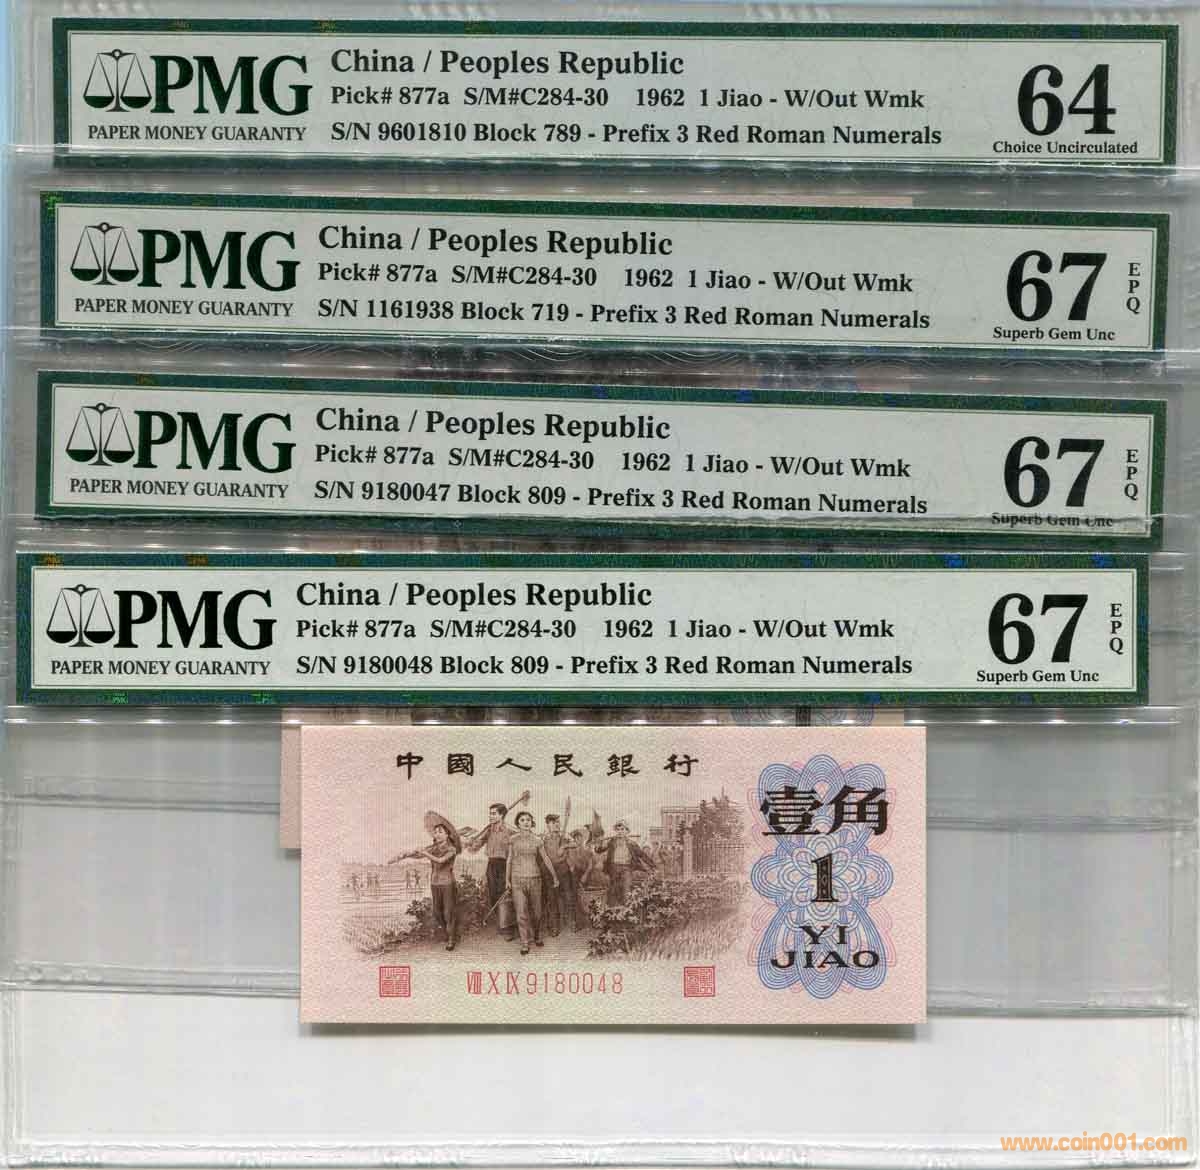 PMG
PAPER MONEY GUARANTY
China / Peoples Republic
Pick# 877a S/M#C284-30 1962 1 Jiao - W/Out Wmk
S/N 9601810 Block 789 - Prefix 3 Red Roman Numerals
64
Choice Uncirculated
PMG
PAPER MONEY GUARANTY
China / Peoples Republic
Pick# 877a S/M#C284-30 1962 1 Jiao - W/Out Wmk
S/N 1161938 Block 719 - Prefix 3 Red Roman Numerals
67
EPQ
Superb Gem Unc
PMG
PAPER MONEY GUARANTY
China / Peoples Republic
Pick# 877a S/M#C284-30 1962 1 Jiao - W/Out Wmk
S/N 9180047 Block 809 - Prefix 3 Red Roman Numerals
67
EPQ
Superb Gem Unc
PMG
PAPER MONEY GUARANTY
China / Peoples Republic
Pick# 877a S/M#C284-30 1962 1 Jiao - W/Out Wmk
S/N 9180048 Block 809 - Prefix 3 Red Roman Numerals
67
EPQ
Superb Gem Unc
中國人民銀行
壹角
1
YI
JIAO
Ⅷ Ⅹ Ⅸ 9180048
www.coin001.com